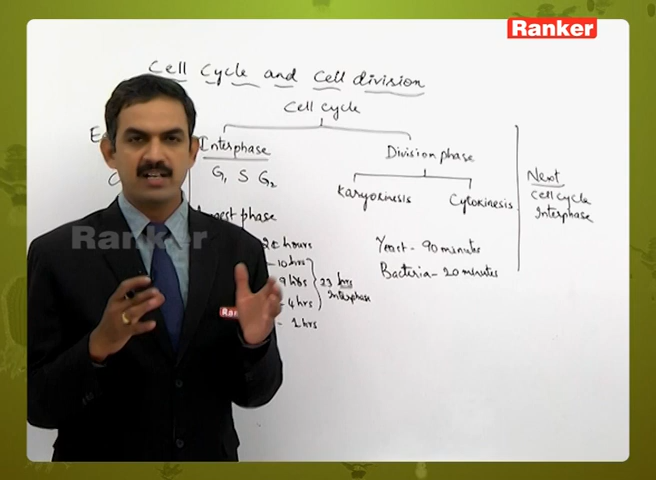 Ranker
Cell Cycle and Cell division
Cell cycle
Interphase
Division phase
G1 S G2
Karyokinesis
Cytokinesis
Next
Cell cycle
Interphase
phase
Ranker
hours
Yeast - 90 minutes
- 10 hrs
Bacteria - 20 minutes
9 hrs
23 hrs
Interphase
- 4 hrs
- 1 hrs